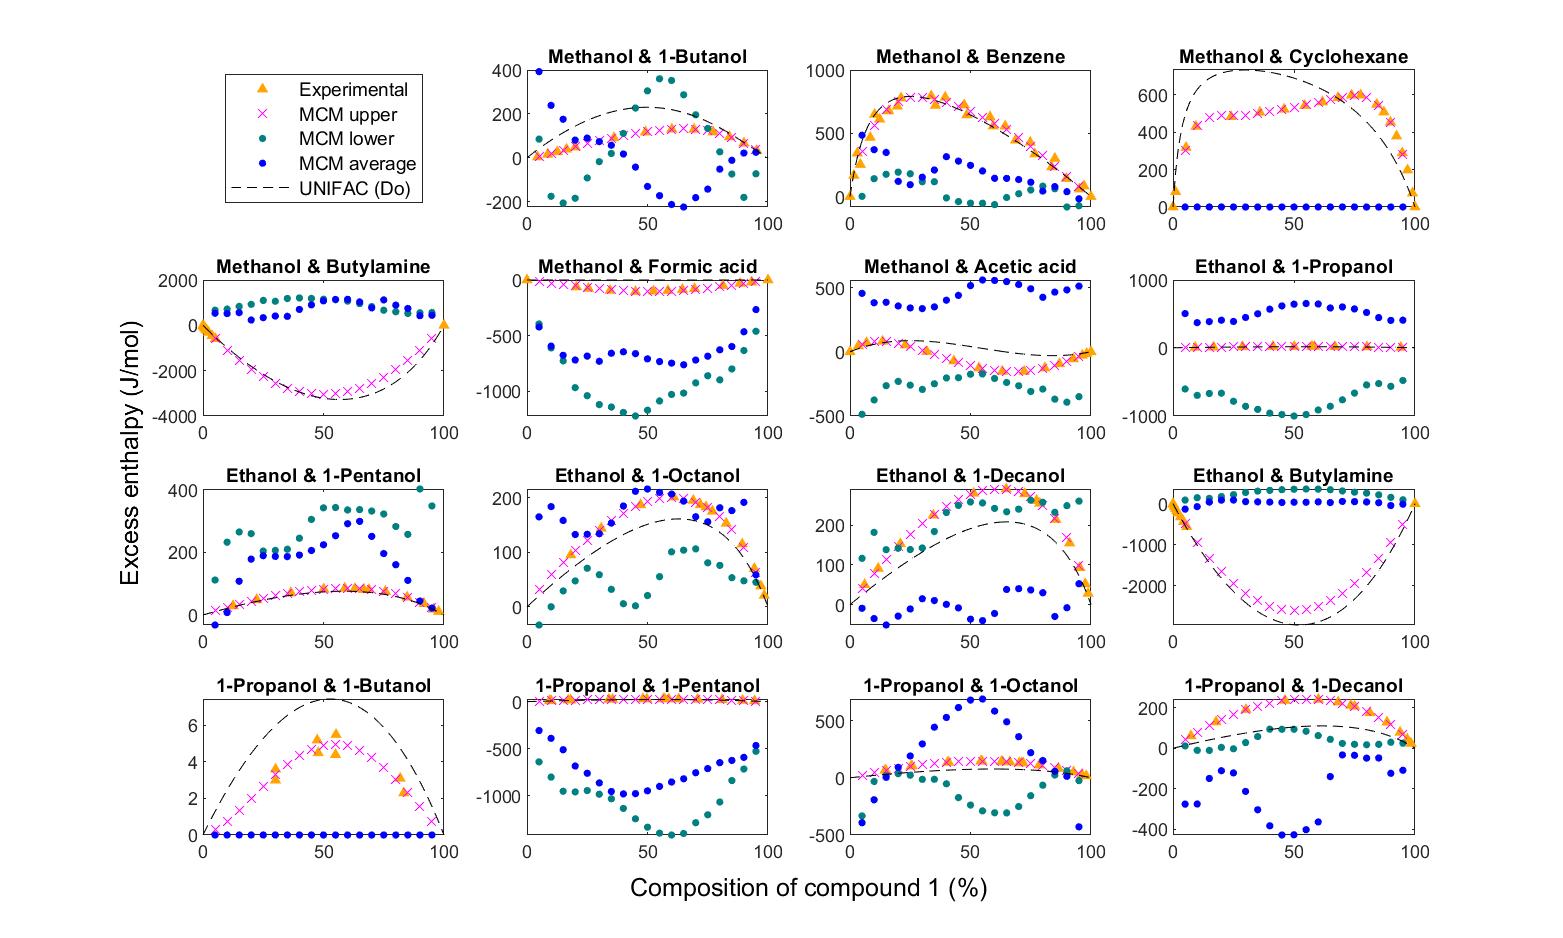 Experimental
MCM upper
MCM lower
MCM average
UNIFAC (Do)
Methanol & 1-Butanol
400
200
0
-200
0 50 100
Methanol & Benzene
1000
500
0
0 50 100
Methanol & Cyclohexane
600
400
200
0
0 50 100
Methanol & Butylamine
2000
0
-2000
-4000
0 50 100
Methanol & Formic acid
0
-500
-1000
0 50 100
Methanol & Acetic acid
500
0
-500
0 50 100
Ethanol & 1-Propanol
1000
0
-1000
0 50 100
Ethanol & 1-Pentanol
400
200
0
0 50 100
Ethanol & 1-Octanol
200
100
0
0 50 100
Ethanol & 1-Decanol
200
100
0
0 50 100
Ethanol & Butylamine
0
-1000
-2000
0 50 100
1-Propanol & 1-Butanol
6
4
2
0
0 50 100
1-Propanol & 1-Pentanol
0
-500
-1000
0 50 100
1-Propanol & 1-Octanol
500
0
-500
0 50 100
1-Propanol & 1-Decanol
200
0
-200
-400
0 50 100
Excess enthalpy (J/mol)
Composition of compound 1 (%)